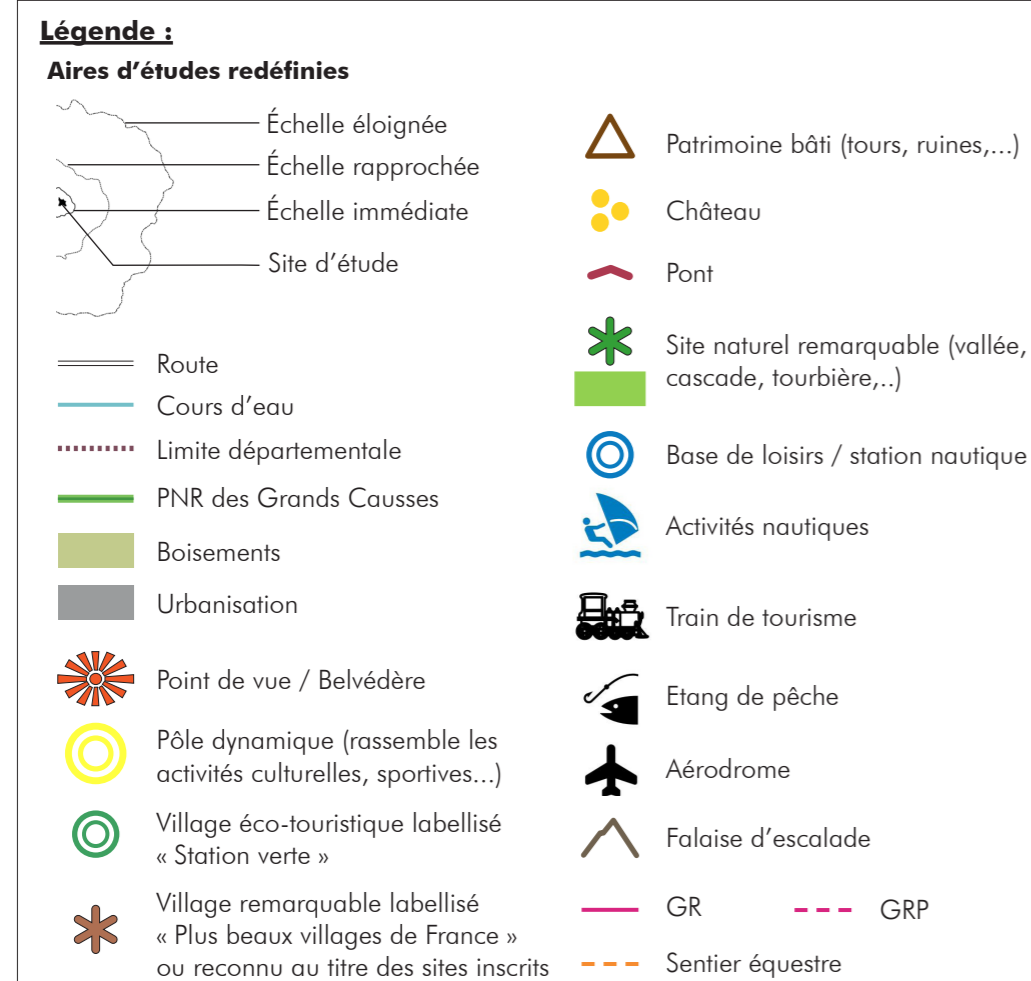 Légende :
Aires d'études redéfinies
Échelle éloignée
Échelle rapprochée
Échelle immédiate
Site d'étude
Route
Cours d'eau
Limite départementale
PNR des Grands Causses
Boisements
Urbanisation
Point de vue / Belvédère
Pôle dynamique (rassemble les
activités culturelles, sportives...)
Village éco-touristique labellisé
« Station verte »
Village remarquable labellisé
« Plus beaux villages de France »
ou reconnu au titre des sites inscrits
Patrimoine bâti (tours, ruines,...)
Château
Pont
Site naturel remarquable (vallée,
cascade, tourbière,..)
Base de loisirs / station nautique
Activités nautiques
Train de tourisme
Etang de pêche
Aérodrome
Falaise d'escalade
GR
GRP
Sentier équestre